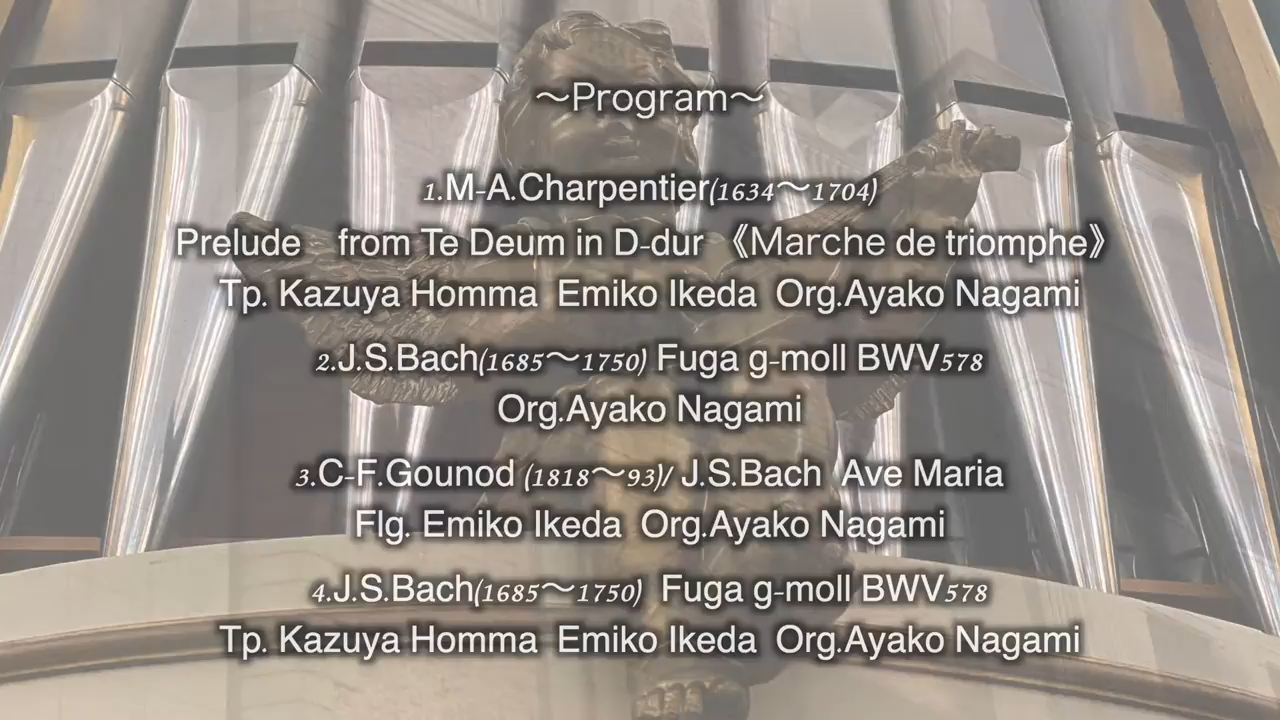 〜Program〜
1.M-A.Charpentier(1634〜1704)
Prelude　from Te Deum in D-dur 《Marche de triomphe》
Tp. Kazuya Homma  Emiko Ikeda  Org.Ayako Nagami
2.J.S.Bach(1685〜1750) Fuga g-moll BWV578
Org.Ayako Nagami
3.C-F.Gounod (1818〜93)/ J.S.Bach  Ave Maria
Flg. Emiko Ikeda  Org.Ayako Nagami
4.J.S.Bach(1685〜1750)  Fuga g-moll BWV578
Tp. Kazuya Homma  Emiko Ikeda  Org.Ayako Nagami